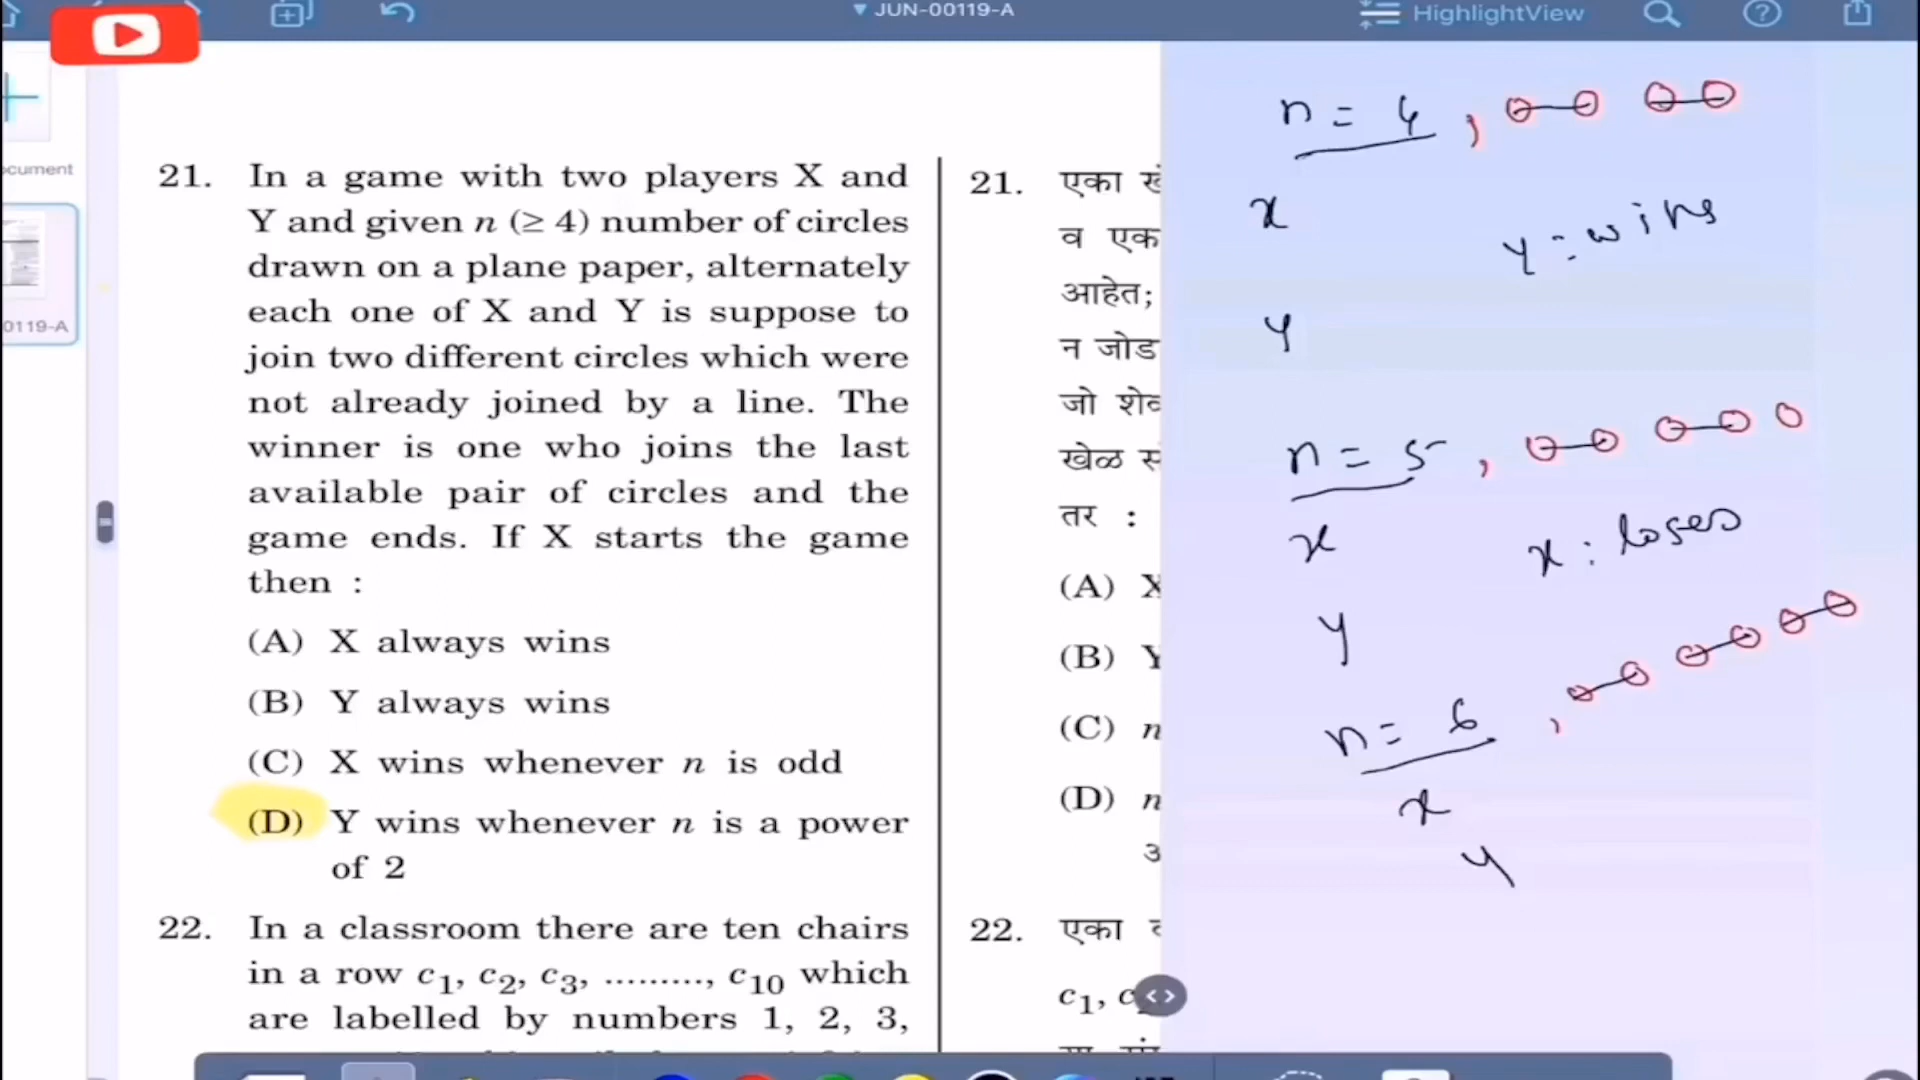 JUN-00119-A
HighlightView
ocument
0119-A
21. In a game with two players X and
Y and given n (≥ 4) number of circles
drawn on a plane paper, alternately
each one of X and Y is suppose to
join two different circles which were
not already joined by a line. The
winner is one who joins the last
available pair of circles and the
game ends. If X starts the game
then :
(A) X always wins
(B) Y always wins
(C) X wins whenever n is odd
(D) Y wins whenever n is a power
of 2
22. In a classroom there are ten chairs
in a row c1, c2, c3, ........., c10 which
are labelled by numbers 1, 2, 3,
21. एका
व एक
आहेत;
न जोड
जो
खेळ
तर :
(A) X
(B) Y
(C) n
(D) n
22. एका
c1, c
n = 4 ,
x
y : wins
y
n = 5 ,
x
x : loses
y
n = 6 ,
x
y